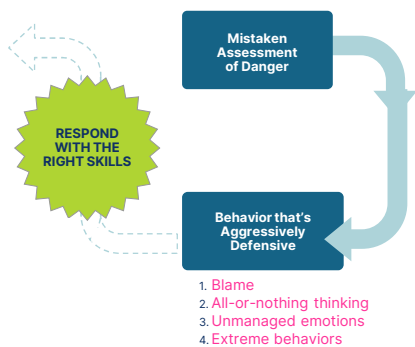 Mistaken
Assessment
of Danger
RESPOND
WITH THE
RIGHT SKILLS
Behavior that's
Aggressively
Defensive
1. Blame
2. All-or-nothing thinking
3. Unmanaged emotions
4. Extreme behaviors